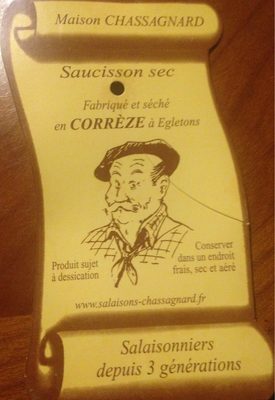 Maison CHASSAGNARD
Saucisson sec
Fabriqué et séché
en CORRÈZE à Egletons
Produit sujet
à dessication
Conserver
dans un endroit
frais, sec et aéré
www.salaisons-chassagnard.fr
Salaisonniers
depuis 3 générations